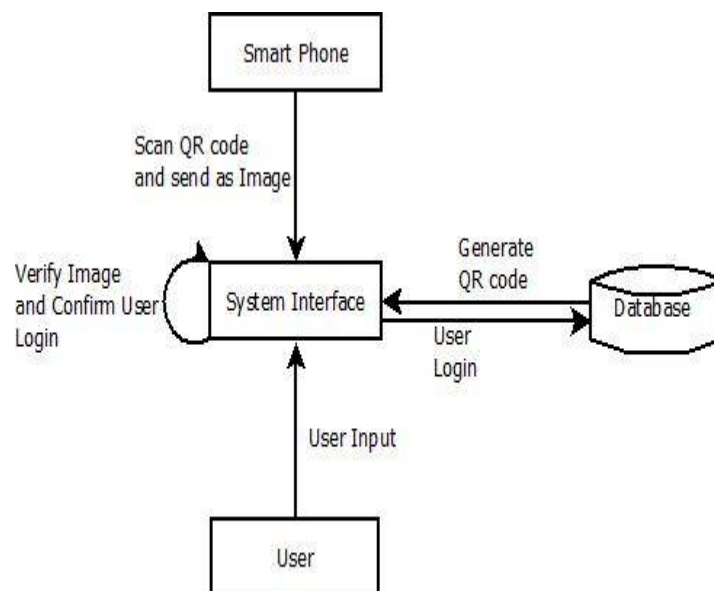 Smart Phone
Scan QR code
and send as Image
Verify Image
and Confirm User
Login
System Interface
Generate
QR code
Database
User
Login
User Input
User